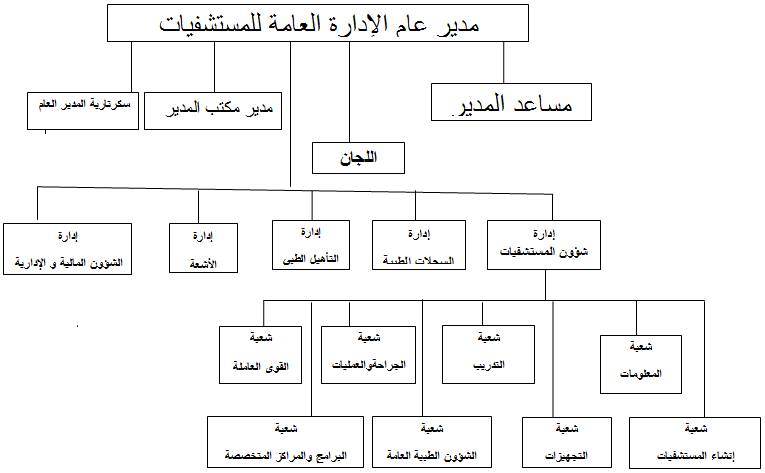 مدير عام الإدارة العامة للمستشفيات
مساعد المدير
مدير مكتب المدير
سكرتارية المدير العام
اللجان
إدارة
شؤون المستشفيات
إدارة
السجلات الطبية
إدارة
التأهيل الطبي
إدارة
الأشعة
إدارة
الشؤون المالية و الإدارية
شعبة
المعلومات
شعبة
التدريب
شعبة
الجراحةوالعمليات
شعبة
القوى العاملة
شعبة
إنشاء المستشفيات
شعبة
التجهيزات
شعبة
الشؤون الطبية العامة
شعبة
البرامج والمراكز المتخصصة